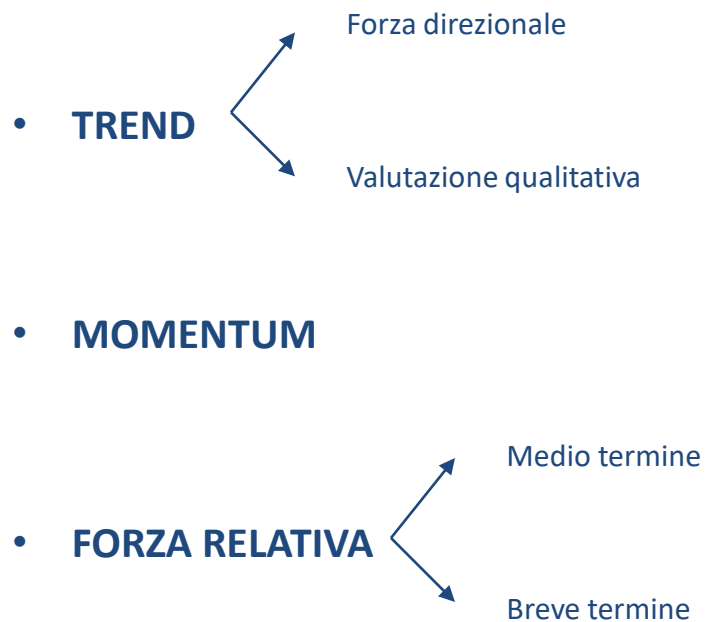 Forza direzionale
• TREND
Valutazione qualitativa
• MOMENTUM
Medio termine
• FORZA RELATIVA
Breve termine